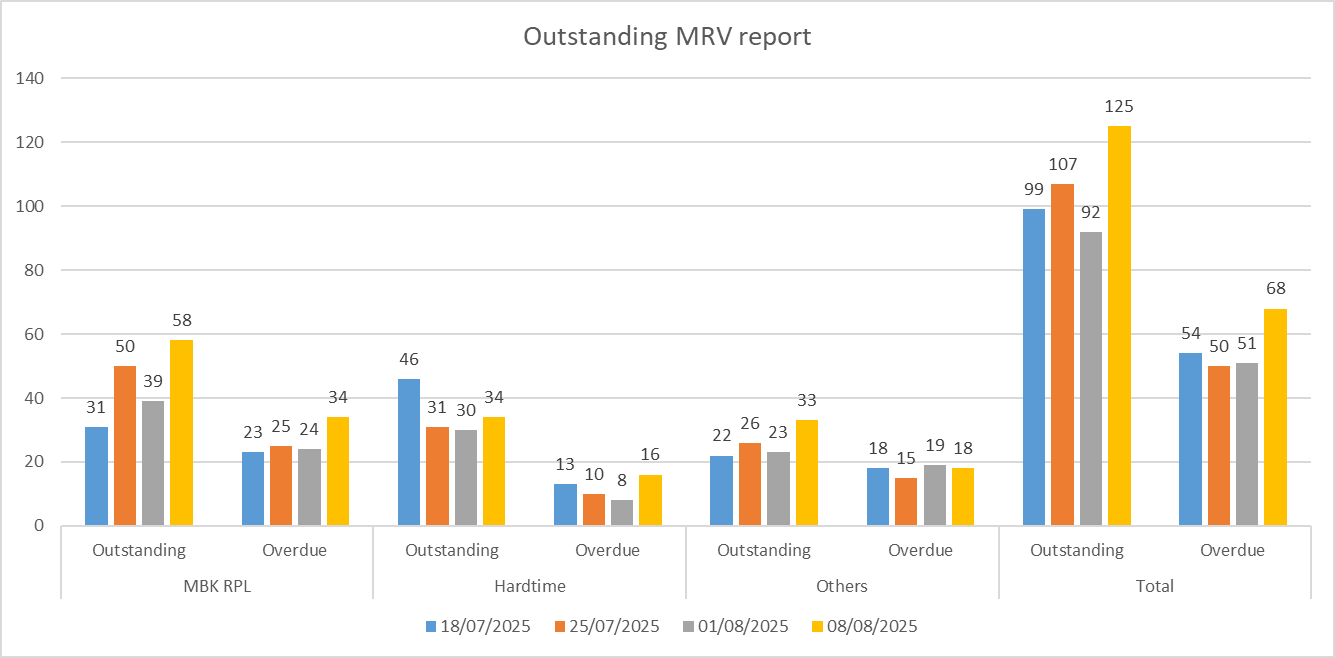 Outstanding MRV report
140
120
100
80
60
40
20
0
31 50 39 58
23 25 24 34
46 31 30 34
13 10 8 16
22 26 23 33
18 15 19 18
99 107 92 125
54 50 51 68
Outstanding Overdue Outstanding Overdue Outstanding Overdue Outstanding Overdue
MBK RPL Hardtime Others Total
18/07/2025 25/07/2025 01/08/2025 08/08/2025